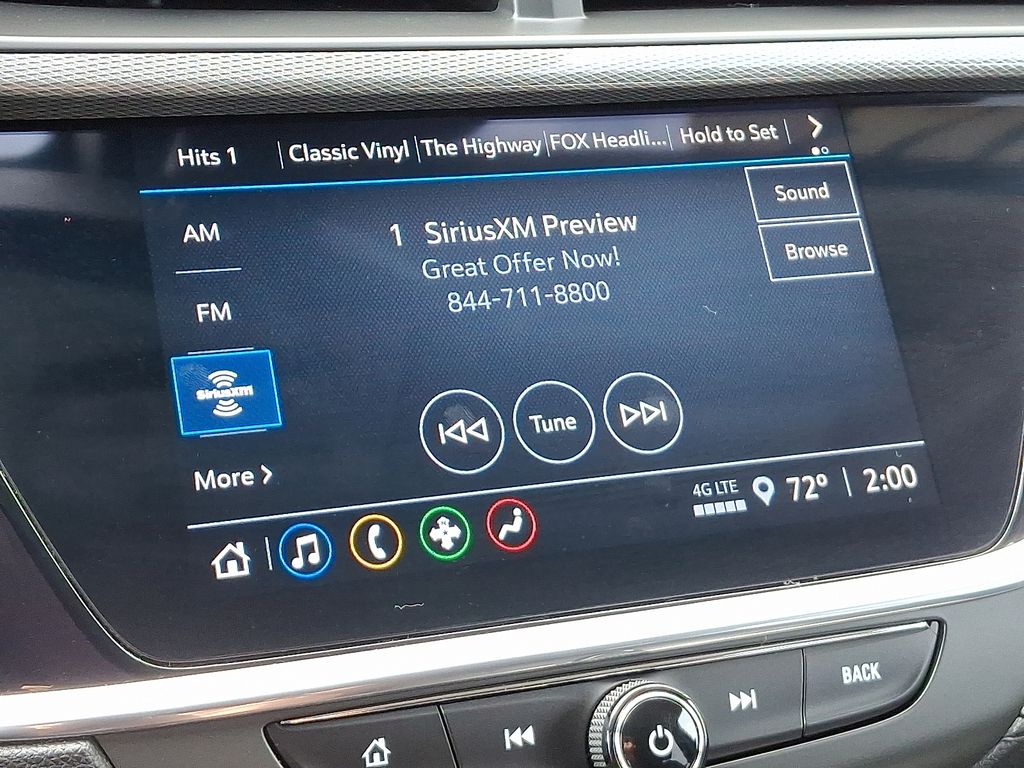 Hits 1
Classic Vinyl
The Highway
FOX Headli...
Hold to Set
Sound
AM
1 SiriusXM Preview
Browse
Great Offer Now!
844-711-8800
FM
SiriusXM
Tune
More
4G LTE
72°
2:00
BACK